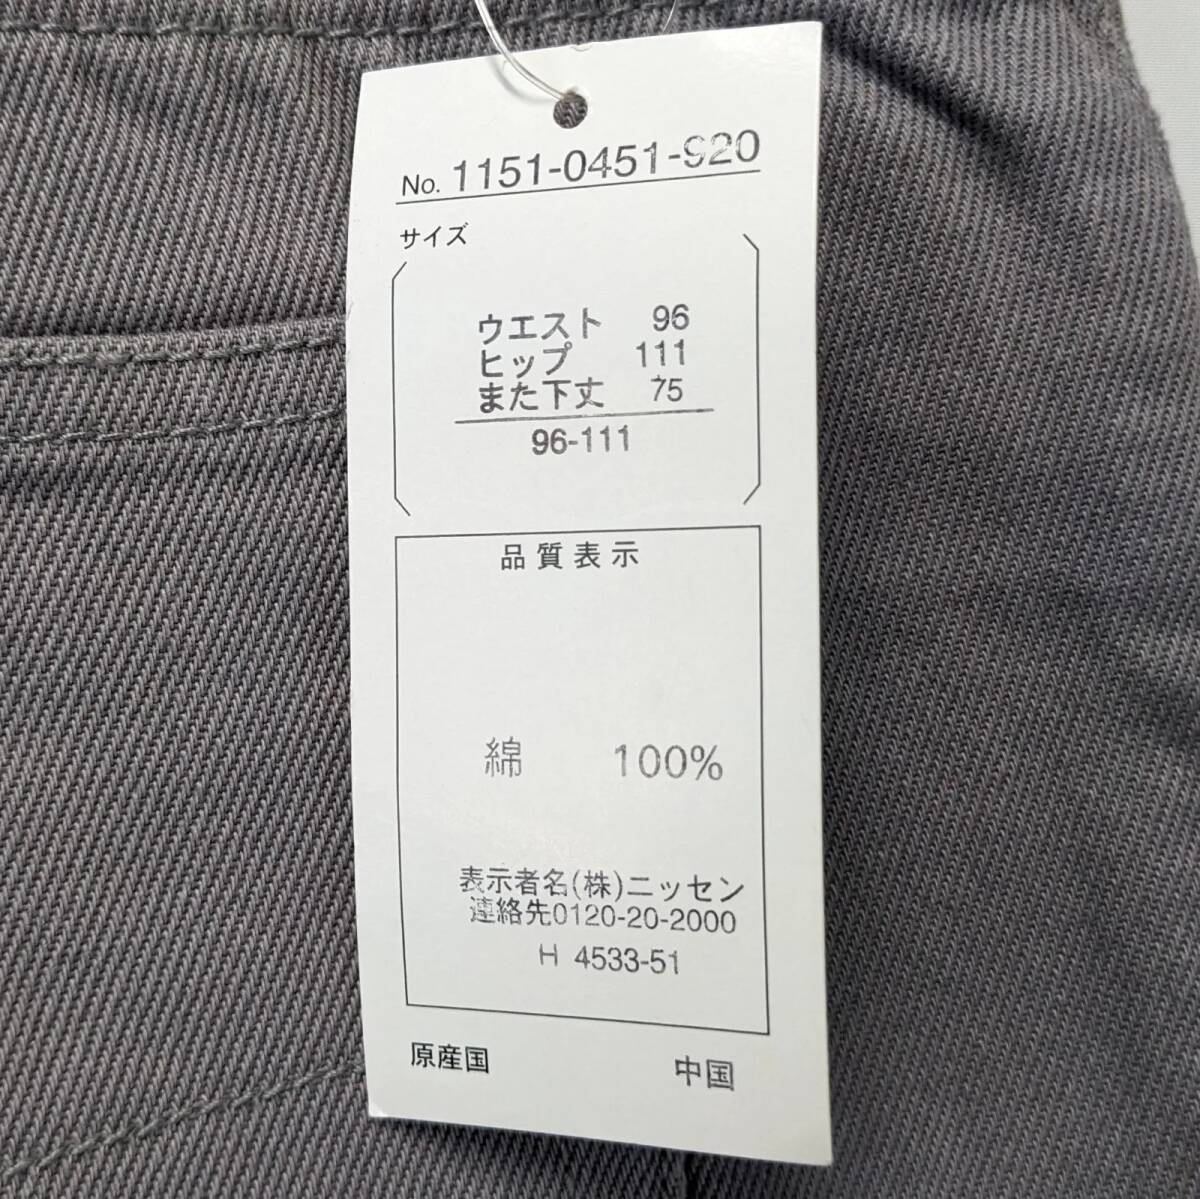 No. 1151-0451-920
サイズ
ウエスト 96
ヒップ 111
また下丈 75
96-111
品質表示
綿 100%
表示者名(株)ニッセン
連絡先0120-20-2000
H 4533-51
原産国 中国